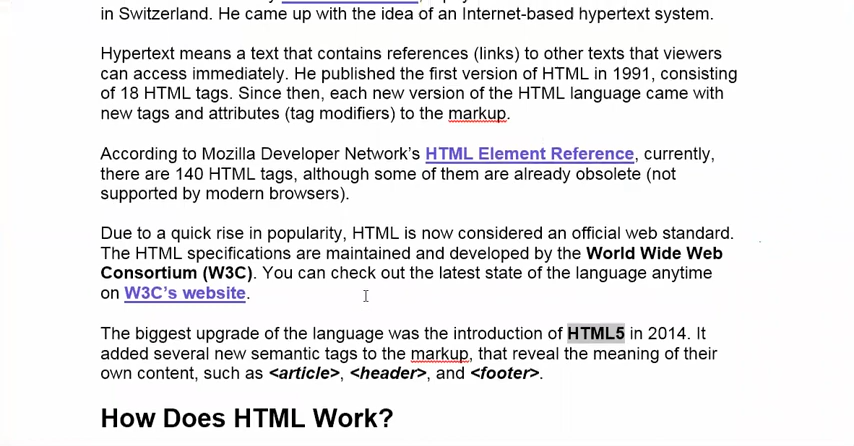 in Switzerland. He came up with the idea of an Internet-based hypertext system.
Hypertext means a text that contains references (links) to other texts that viewers
can access immediately. He published the first version of HTML in 1991, consisting
of 18 HTML tags. Since then, each new version of the HTML language came with
new tags and attributes (tag modifiers) to the markup.
According to Mozilla Developer Network’s HTML Element Reference, currently,
there are 140 HTML tags, although some of them are already obsolete (not
supported by modern browsers).
Due to a quick rise in popularity, HTML is now considered an official web standard.
The HTML specifications are maintained and developed by the World Wide Web
Consortium (W3C). You can check out the latest state of the language anytime
on W3C’s website.
The biggest upgrade of the language was the introduction of HTML5 in 2014. It
added several new semantic tags to the markup, that reveal the meaning of their
own content, such as <article>, <header>, and <footer>.
How Does HTML Work?